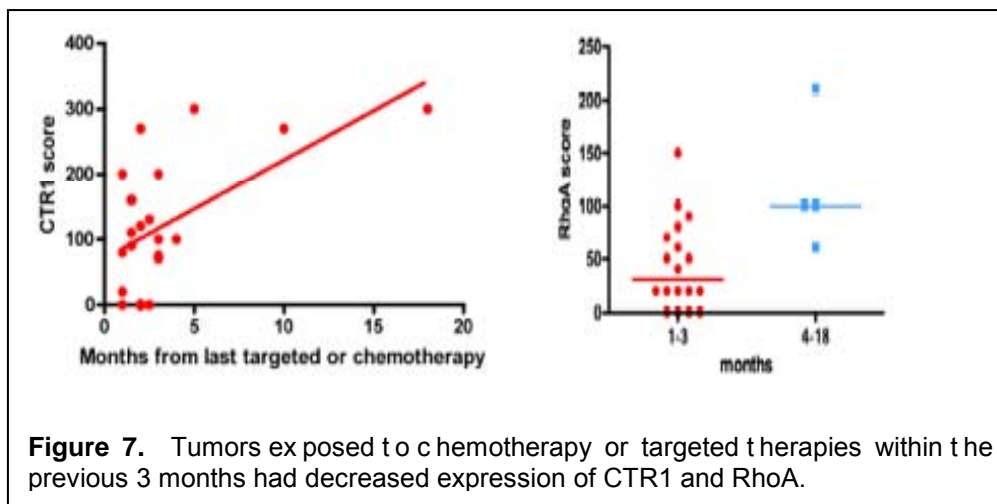 400
300
200
100
0
CTR1 score
0 5 10 15 20
Months from last targeted or chemotherapy
250
200
150
100
50
0
RhoA score
1-3 4-18
months
Figure 7. Tumors ex posed t o c hemotherapy or targeted t herapies within t he
previous 3 months had decreased expression of CTR1 and RhoA.